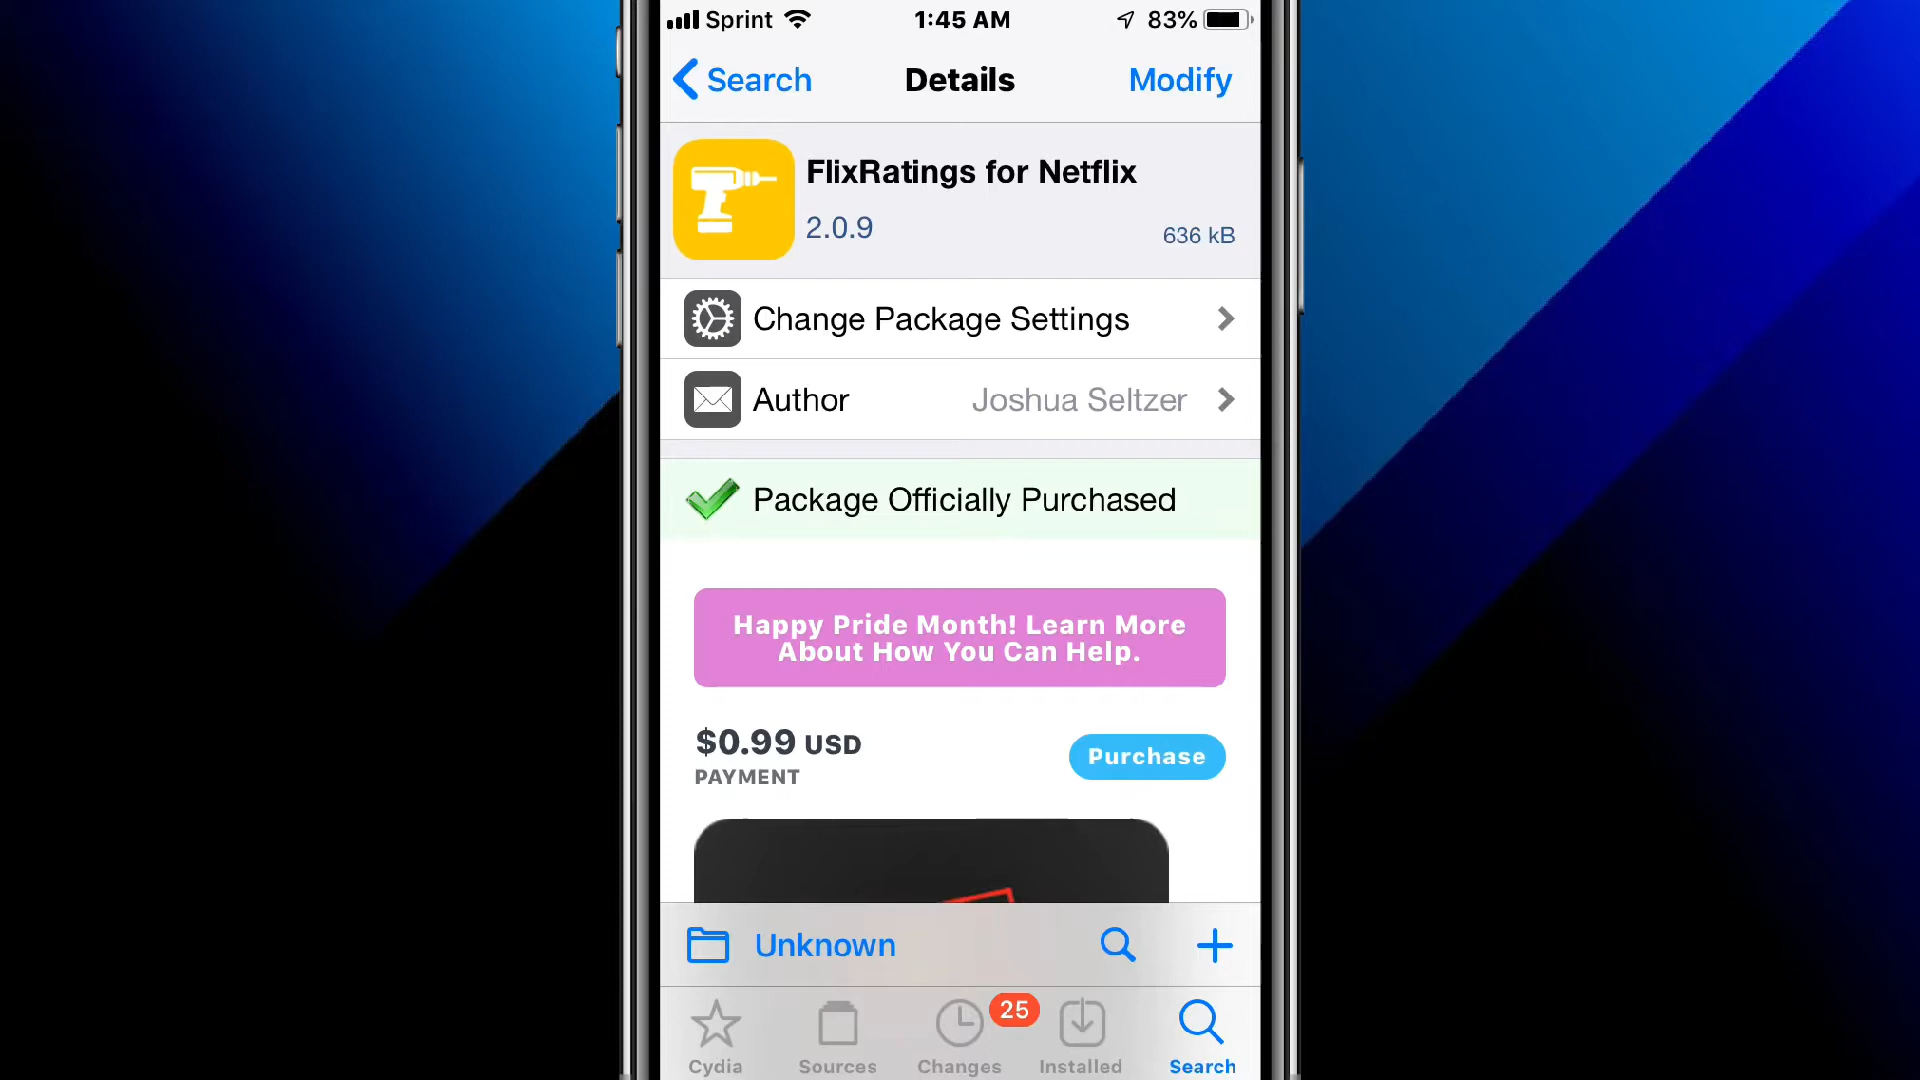 Sprint 1:45 AM 83%
Search Details Modify
FlixRatings for Netflix
2.0.9 636 kB
Change Package Settings
Author Joshua Seltzer
Package Officially Purchased
Happy Pride Month! Learn More
About How You Can Help.
$0.99 USD
PAYMENT
Purchase
Unknown
25
Cydia Sources Changes Installed Search